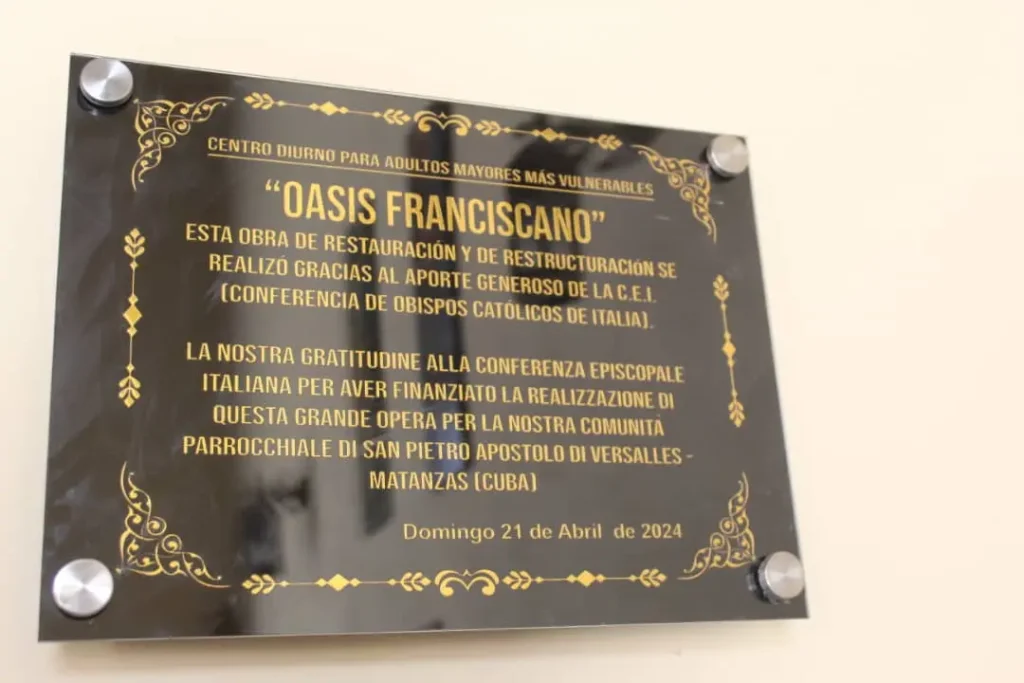 CENTRO DIURNO PARA ADULTOS MAYORES MÁS VULNERABLES
“OASIS FRANCISCANO”
ESTA OBRA DE RESTAURACIÓN Y DE RESTRUCTURACIÓN SE
REALIZÓ GRACIAS AL APORTE GENEROSO DE LA C.E.I.
(CONFERENCIA DE OBISPOS CATÓLICOS DE ITALIA).
LA NOSTRA GRATITUDINE ALLA CONFERENZA EPISCOPALE
ITALIANA PER AVER FINANZIATO LA REALIZZAZIONE DI
QUESTA GRANDE OPERA PER LA NOSTRA COMUNITÀ
PARROCCHIALE DI SAN PIETRO APOSTOLO DI VERSALLES -
MATANZAS (CUBA)
Domingo 21 de Abril de 2024